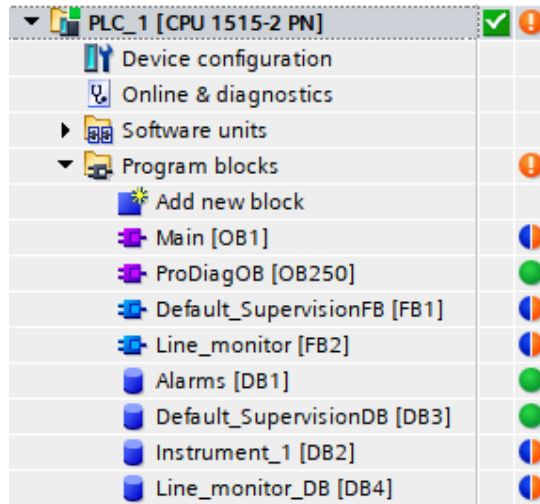 PLC_1 [CPU 1515-2 PN]
Device configuration
Online & diagnostics
Software units
Program blocks
Add new block
Main [OB1]
ProDiagOB [OB250]
Default_SupervisionFB [FB1]
Line_monitor [FB2]
Alarms [DB1]
Default_SupervisionDB [DB3]
Instrument_1 [DB2]
Line_monitor_DB [DB4]